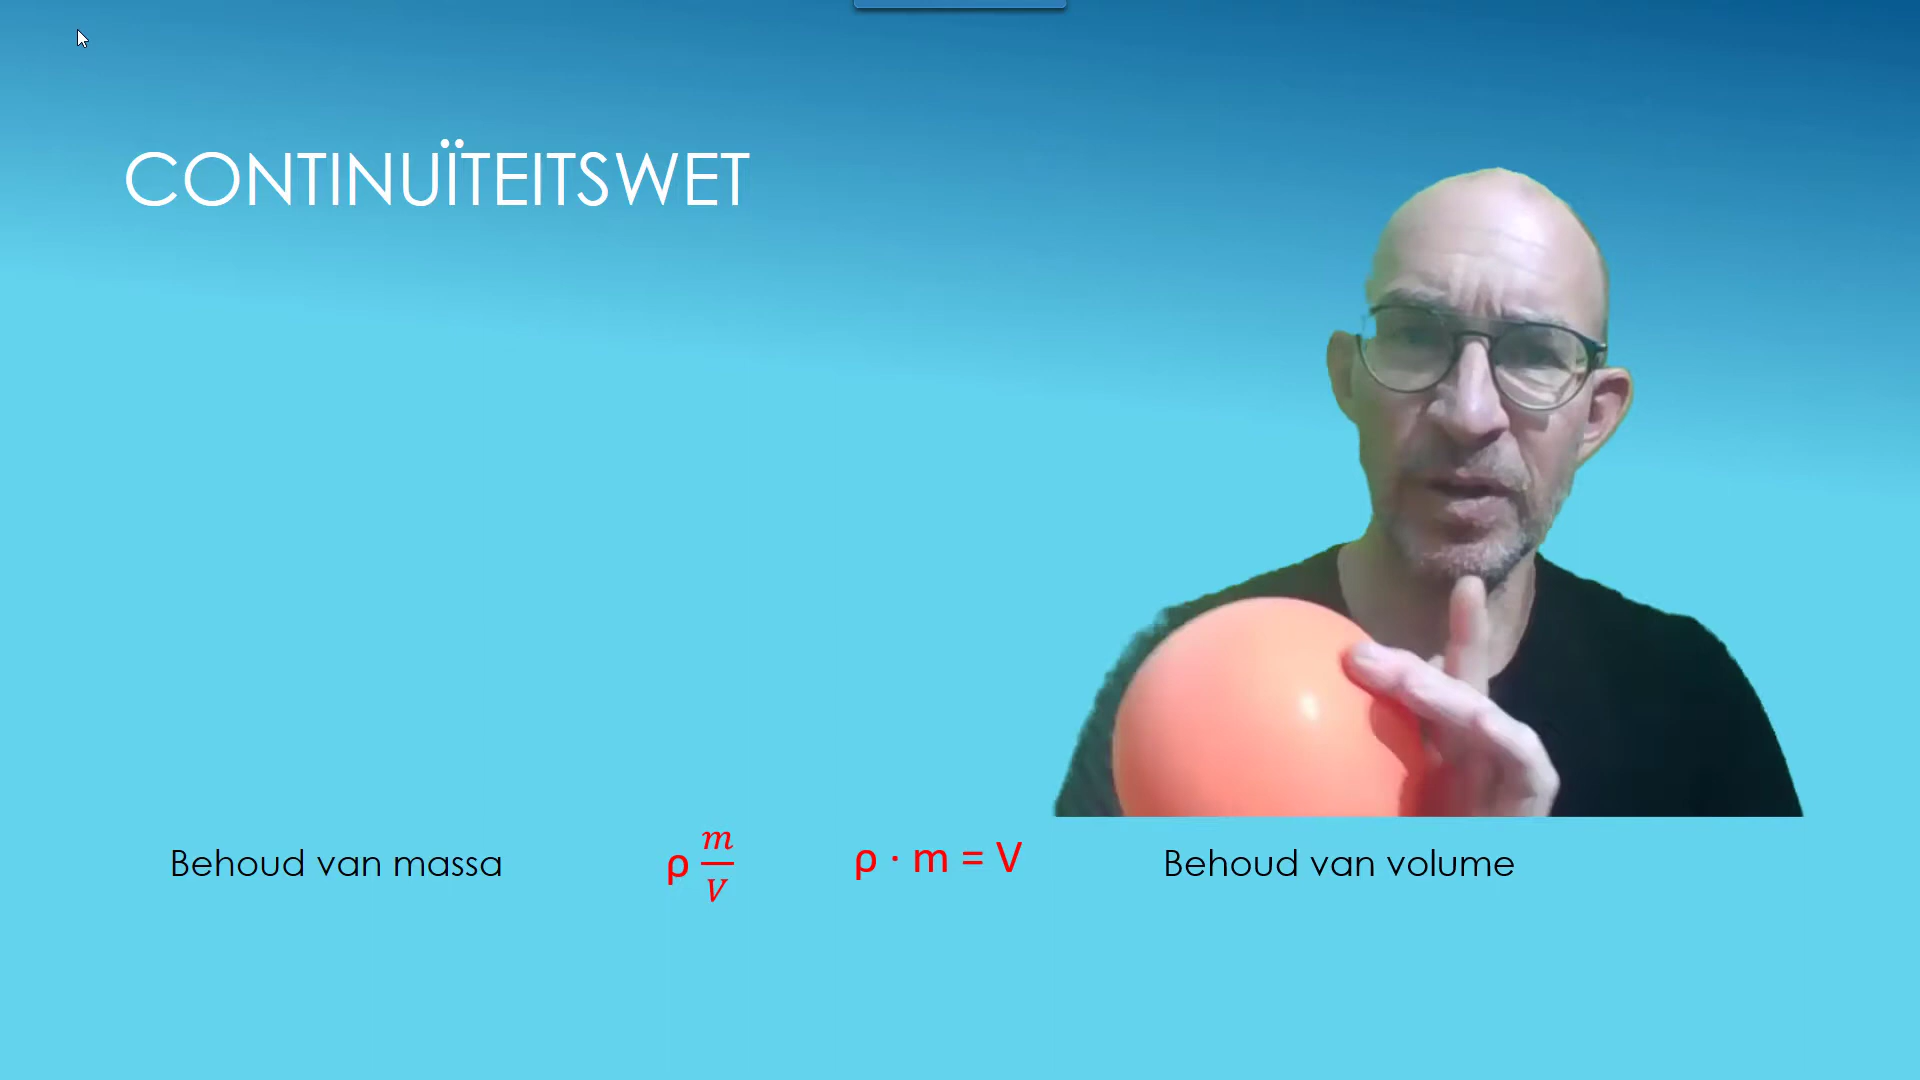 CONTINUÏTEITSWET
Behoud van massa
ρ m/V
ρ · m = V
Behoud van volume